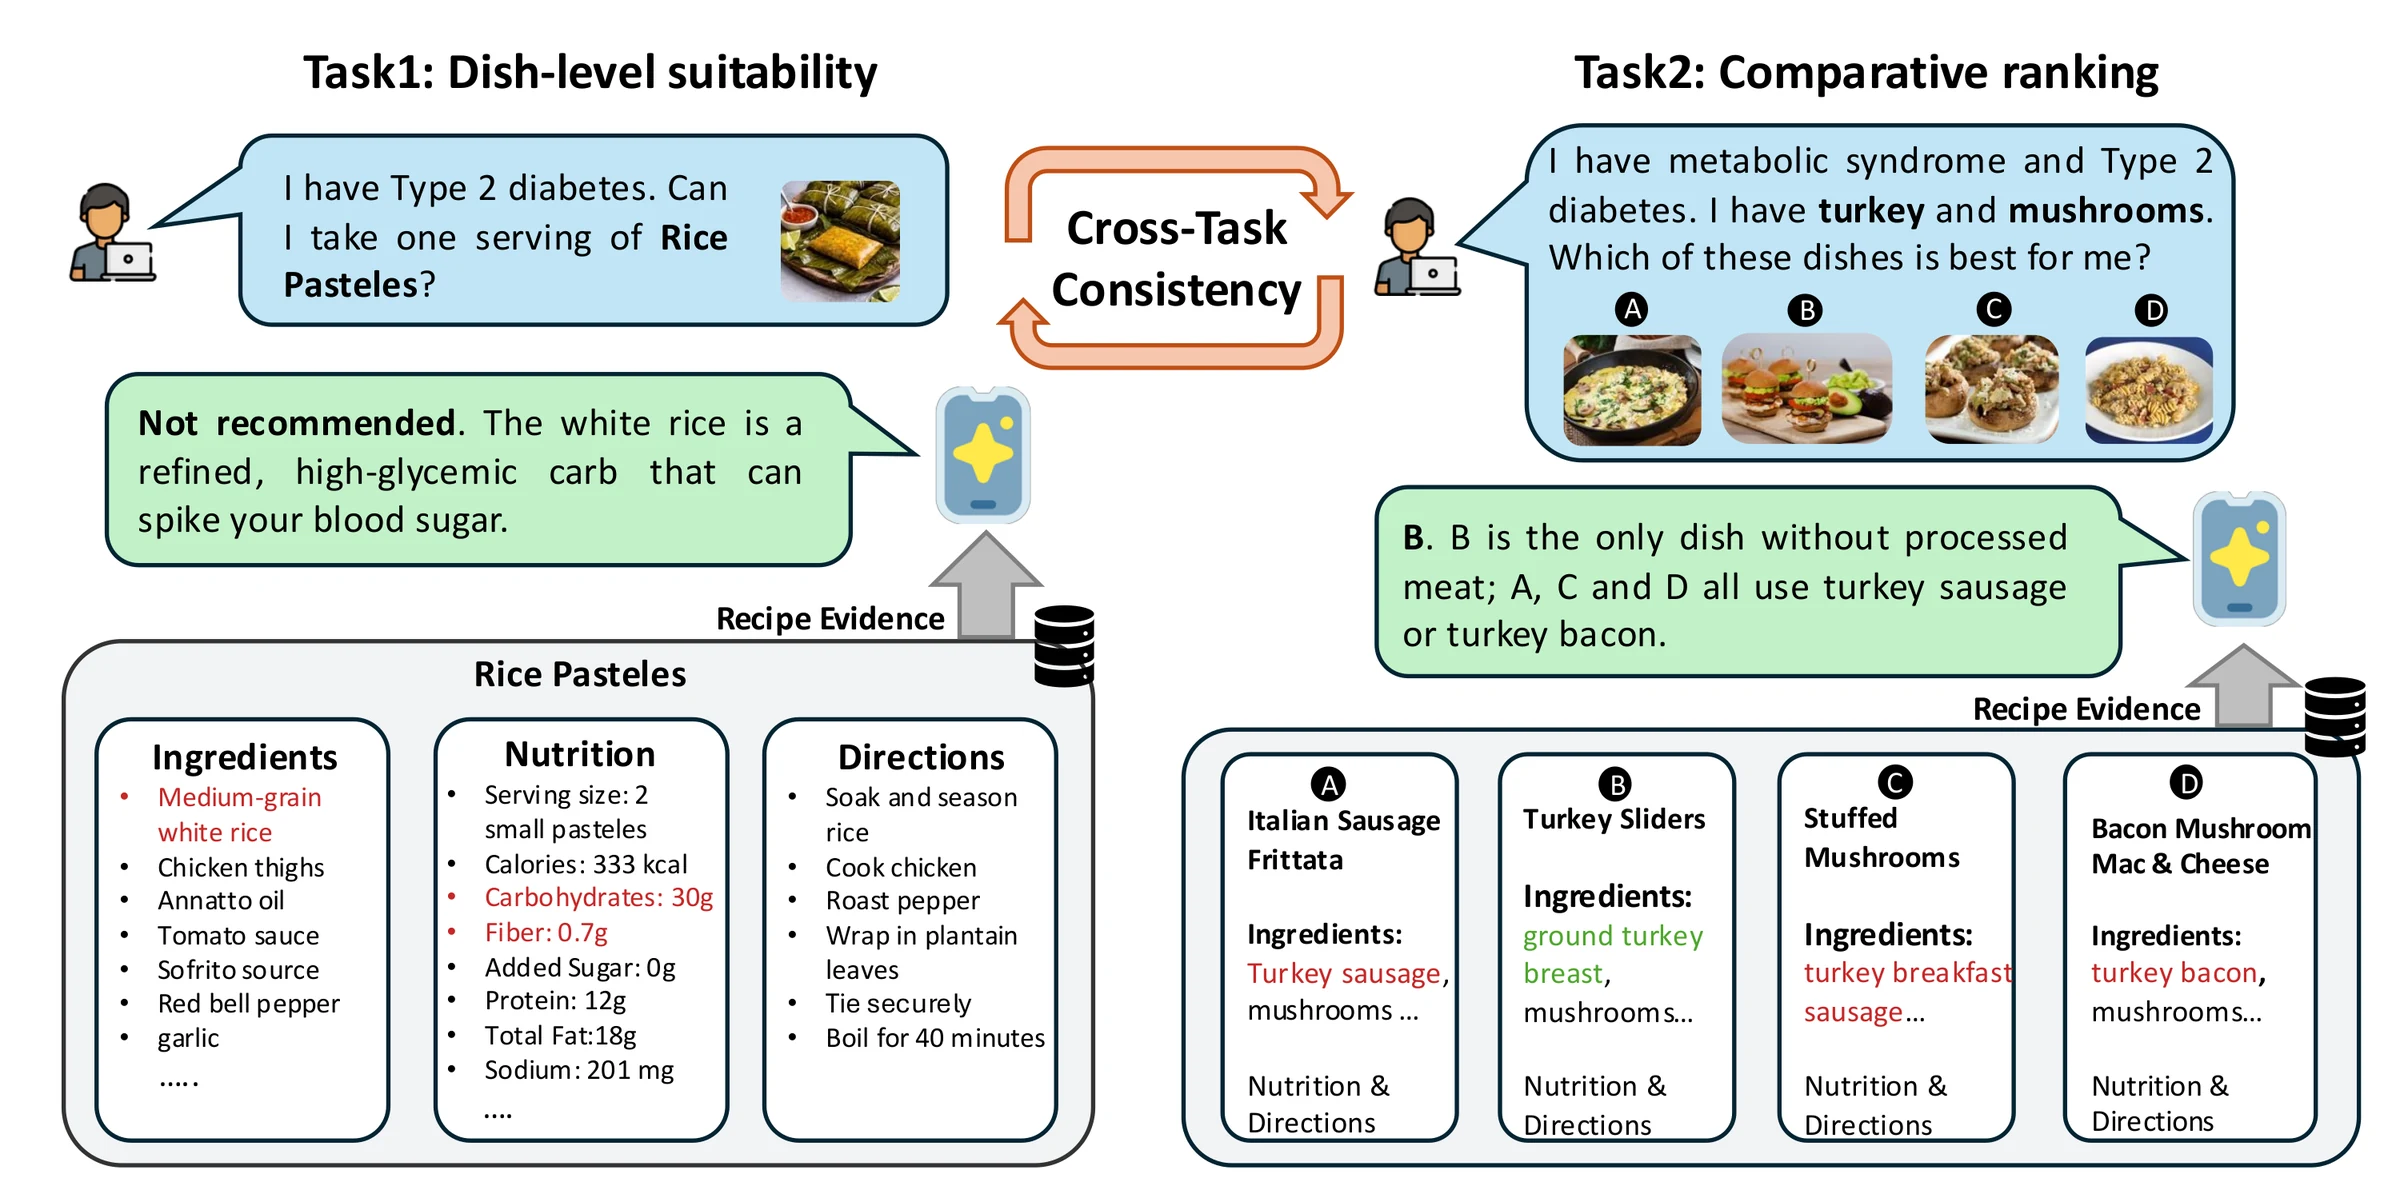 Task1: Dish-level suitability
I have Type 2 diabetes. Can
I take one serving of Rice
Pasteles?
Not recommended. The white rice is a
refined, high-glycemic carb that can
spike your blood sugar.
Recipe Evidence
Rice Pasteles
Ingredients
• Medium-grain
white rice
• Chicken thighs
• Annatto oil
• Tomato sauce
• Sofrito source
• Red bell pepper
• garlic
.....
Nutrition
• Serving size: 2
small pasteles
• Calories: 333 kcal
• Carbohydrates: 30g
• Fiber: 0.7g
• Added Sugar: 0g
• Protein: 12g
• Total Fat:18g
• Sodium: 201 mg
....
Directions
• Soak and season
rice
• Cook chicken
• Roast pepper
• Wrap in plantain
leaves
• Tie securely
• Boil for 40 minutes
Cross-Task
Consistency
Task2: Comparative ranking
I have metabolic syndrome and Type 2
diabetes. I have turkey and mushrooms.
Which of these dishes is best for me?
A B C D
B. B is the only dish without processed
meat; A, C and D all use turkey sausage
or turkey bacon.
Recipe Evidence
A
Italian Sausage
Frittata
Ingredients:
Turkey sausage,
mushrooms ...
Nutrition &
Directions
B
Turkey Sliders
Ingredients:
ground turkey
breast,
mushrooms...
Nutrition &
Directions
C
Stuffed
Mushrooms
Ingredients:
turkey breakfast
sausage...
Nutrition &
Directions
D
Bacon Mushroom
Mac & Cheese
Ingredients:
turkey bacon,
mushrooms...
Nutrition &
Directions